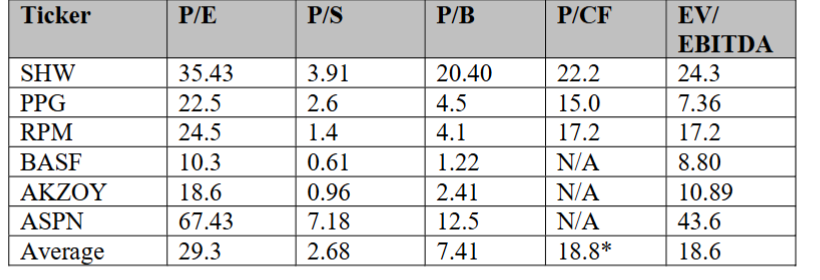 Ticker P/E P/S P/B P/CF EV/
EBITDA
SHW 35.43 3.91 20.40 22.2 24.3
PPG 22.5 2.6 4.5 15.0 7.36
RPM 24.5 1.4 4.1 17.2 17.2
BASF 10.3 0.61 1.22 N/A 8.80
AKZOY 18.6 0.96 2.41 N/A 10.89
ASPN 67.43 7.18 12.5 N/A 43.6
Average 29.3 2.68 7.41 18.8* 18.6